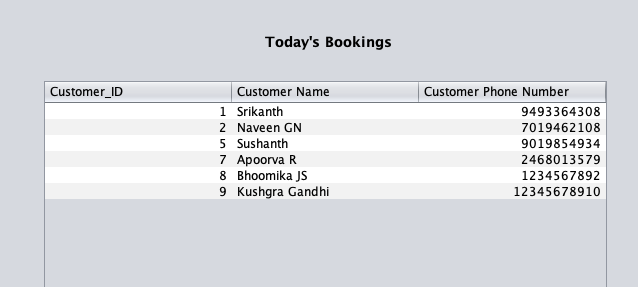 Today's Bookings
Customer_ID Customer Name Customer Phone Number
1 Srikanth 9493364308
2 Naveen GN 7019462108
5 Sushanth 9019854934
7 Apoorva R 2468013579
8 Bhoomika JS 1234567892
9 Kushgra Gandhi 12345678910